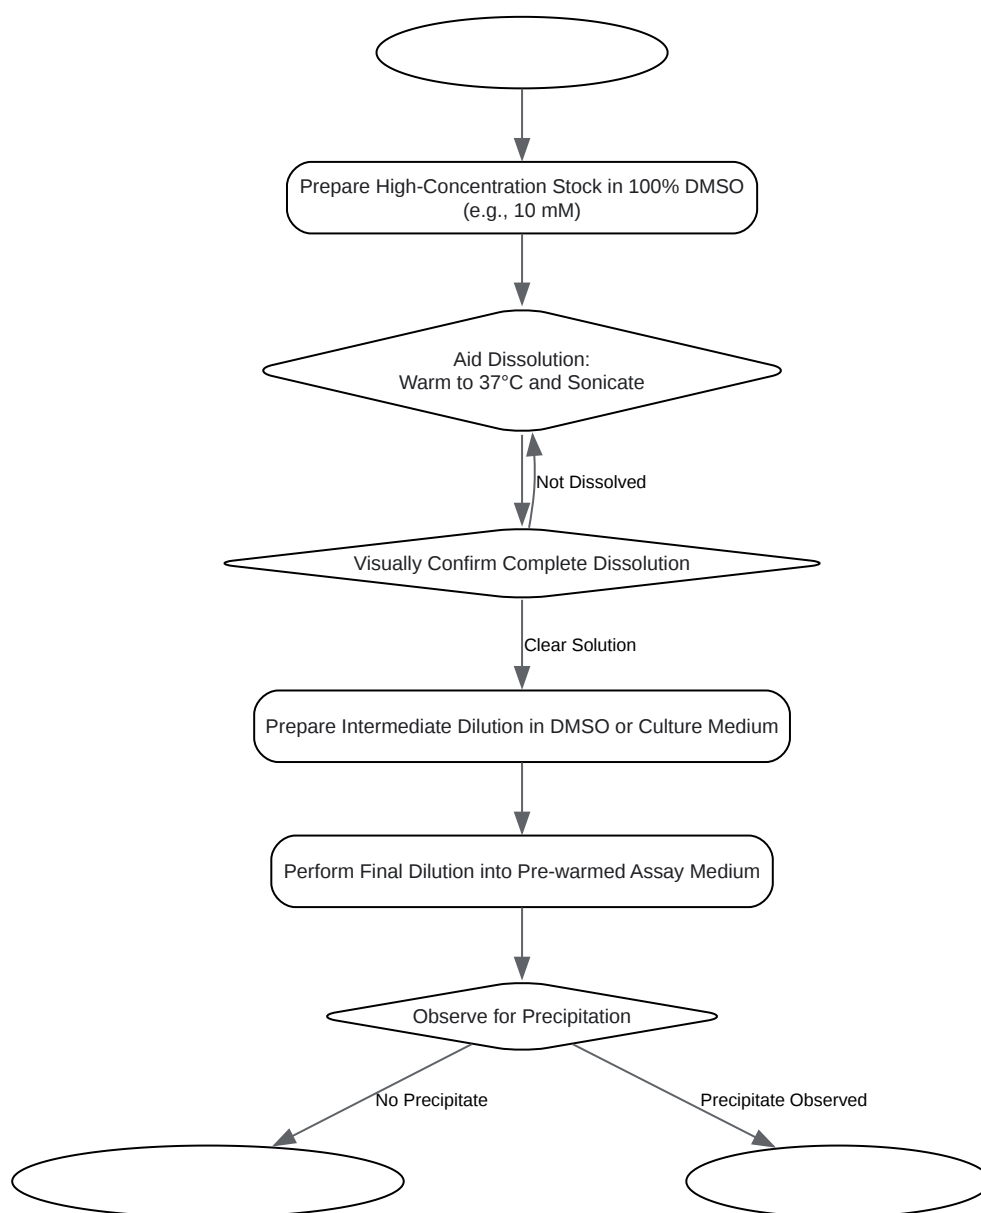 Prepare High-Concentration Stock in 100% DMSO
(e.g., 10 mM)
Aid Dissolution:
Warm to 37°C and Sonicate
Not Dissolved
Visually Confirm Complete Dissolution
Clear Solution
Prepare Intermediate Dilution in DMSO or Culture Medium
Perform Final Dilution into Pre-warmed Assay Medium
Observe for Precipitation
No Precipitate
Precipitate Observed